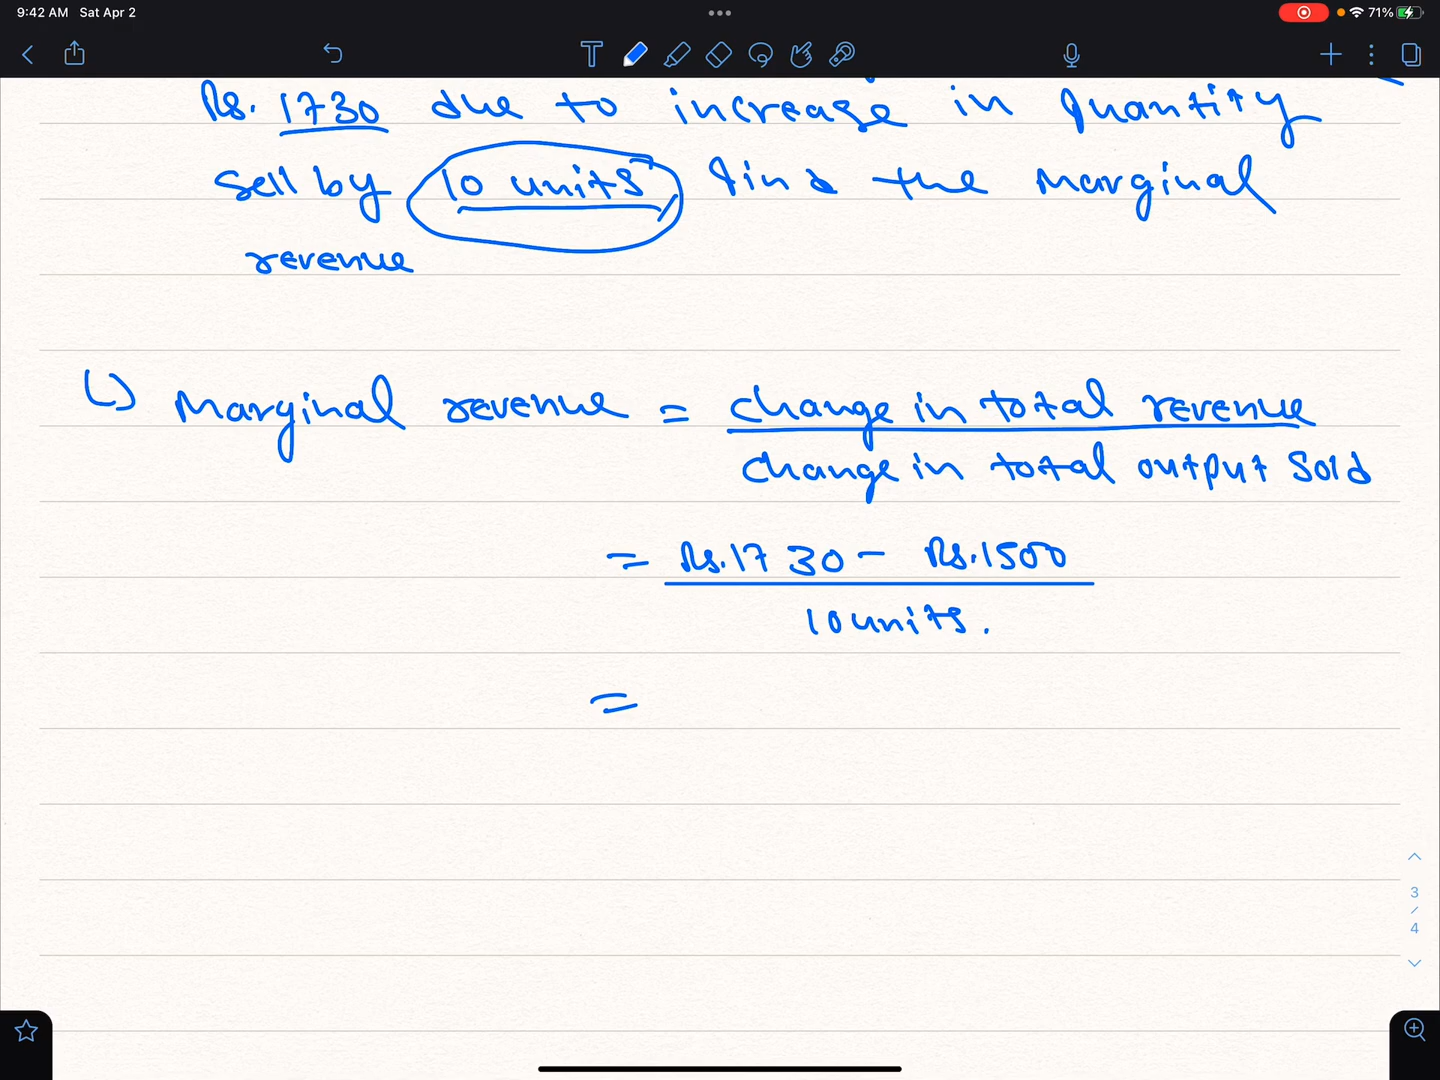 9:42 AM Sat Apr 2
71%
Rs. 1730 due to increase in quantity
sell by 10 units find the marginal
revenue
L) Marginal revenue = change in total revenue
change in total output sold
= Rs.1730 - Rs.1500
10 units.
=
3
/
4